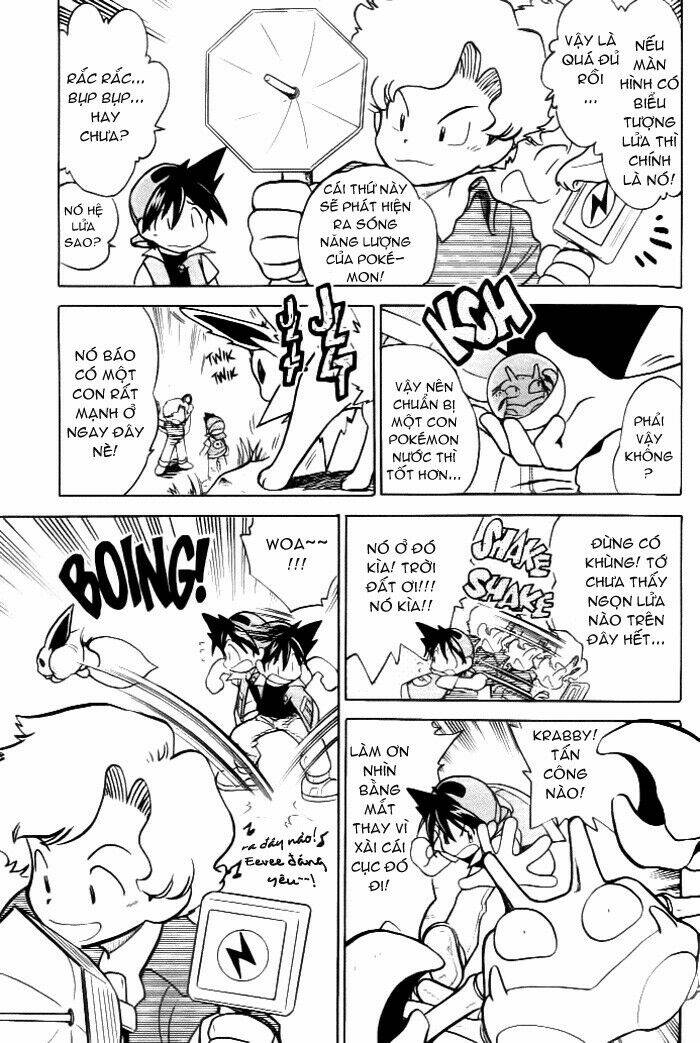 NẾU MÀN
HÌNH CÓ
BIỂU
TƯỢNG
LỬA THÌ
CHÍNH
LÀ NÓ!
VẬY LÀ
QUÁ ĐỦ
RỒI
...
CÁI THỨ NÀY
SẼ PHÁT HIỆN
RA SÓNG
NĂNG LƯỢNG
CỦA POKÉ-
MON!
RẮC RẮC...
BỤP BỤP...
HAY
CHƯA?
NÓ HỆ
LỬA
SAO?
PHẢI
VẬY
KHÔNG?
KCH
VẬY NÊN
CHUẨN BỊ
MỘT CON
POKÉMON
NƯỚC THÌ
TỐT HƠN...
JLT
JLLT
TWIK
TWIK
NÓ BÁO
CÓ MỘT
CON RẤT
MẠNH Ở
NGAY ĐÂY
NÈ!
ĐỪNG CÓ
KHÙNG! TỚ
CHƯA THẤY
NGỌN LỬA
NÀO TRÊN
ĐÂY HẾT...
SHAKE
SHAKE
NÓ Ở ĐÓ
KÌA! TRỜI
ĐẤT ƠI!!!
NÓ KÌA!!
KRABBY!
TẤN
CÔNG
NÀO!
LÀM ƠN
NHÌN
BẰNG
MẮT
THAY VÌ
XÀI CÁI
CỤC ĐÓ
ĐI!
WOA~~
!!!
BOING!
ra đây nào!
Eevee đáng
yêu~~!